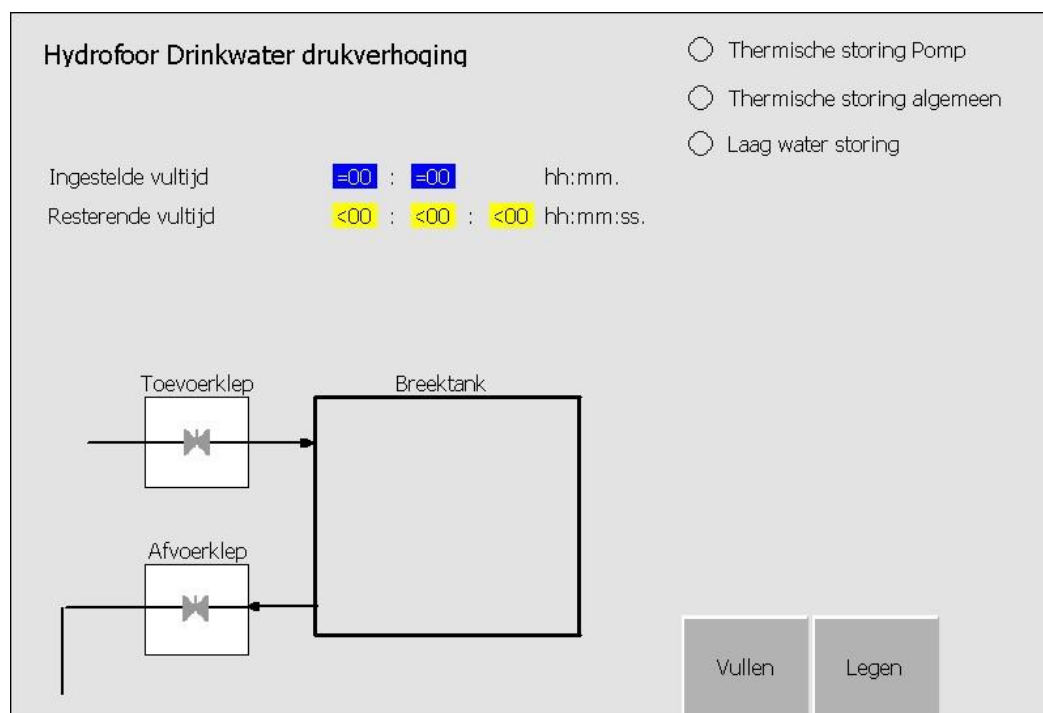 Hydrofoor Drinkwater drukverhoging
Thermische storing Pomp
Thermische storing algemeen
Laag water storing
Ingestelde vultijd =00 : =00 hh:mm.
Resterende vultijd <00 : <00 : <00 hh:mm:ss.
Toevoerklep Breektank
Afvoerklep
Vullen Legen